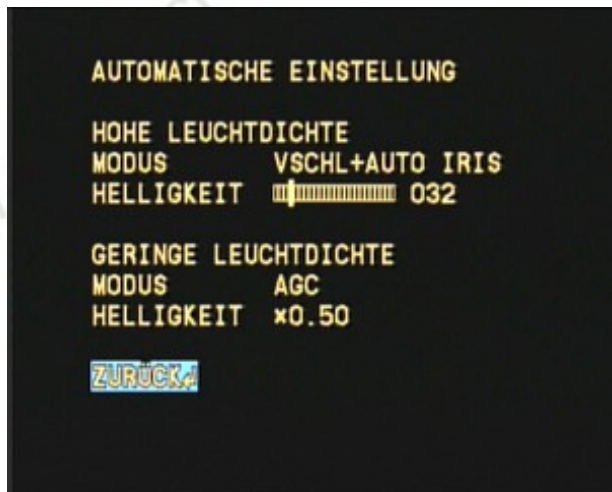 AUTOMATISCHE EINSTELLUNG
HOHE LEUCHTDICHTE
MODUS VSCHL+AUTO IRIS
HELLIGKEIT 032
GERINGE LEUCHTDICHTE
MODUS AGC
HELLIGKEIT ×0.50
ZURÜCK↲